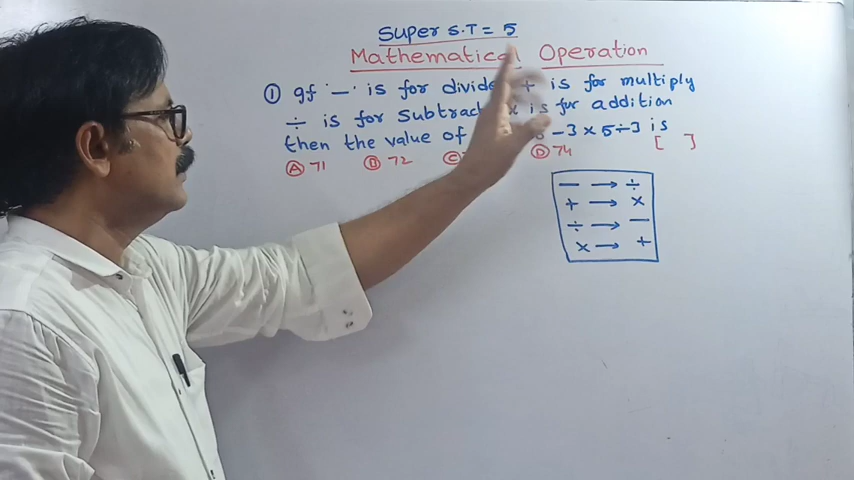 Super S.T = 5
Mathematical Operation
① gf '—' is for divide + is for multiply
÷ is for subtract x is for addition
then the value of - 3 x 5 ÷ 3 is
Ⓐ 71 Ⓑ 72 Ⓒ Ⓓ 74 [ ]
— → ÷
+ → x
÷ → —
x → +